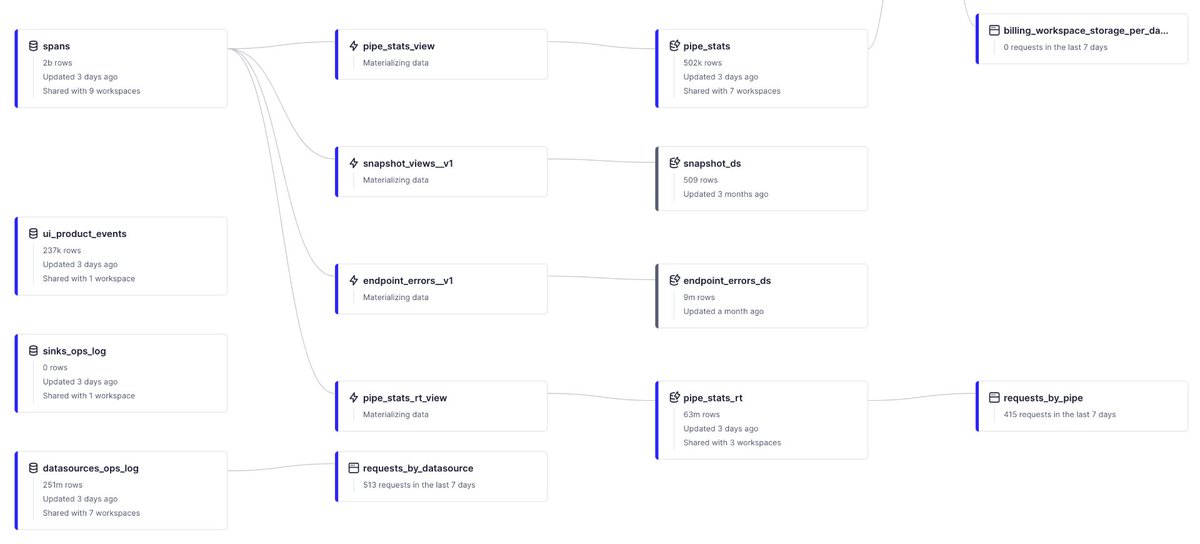 spans
2b rows
Updated 3 days ago
Shared with 9 workspaces
pipe_stats_view
Materializing data
pipe_stats
502k rows
Updated 3 days ago
Shared with 7 workspaces
billing_workspace_storage_per_da...
0 requests in the last 7 days
snapshot_views__v1
Materializing data
snapshot_ds
509 rows
Updated 3 months ago
ui_product_events
237k rows
Updated 3 days ago
Shared with 1 workspace
endpoint_errors__v1
Materializing data
endpoint_errors_ds
9m rows
Updated a month ago
sinks_ops_log
0 rows
Updated 3 days ago
Shared with 1 workspace
pipe_stats_rt_view
Materializing data
pipe_stats_rt
63m rows
Updated 3 days ago
Shared with 3 workspaces
requests_by_pipe
415 requests in the last 7 days
datasources_ops_log
251m rows
Updated 3 days ago
Shared with 7 workspaces
requests_by_datasource
513 requests in the last 7 days